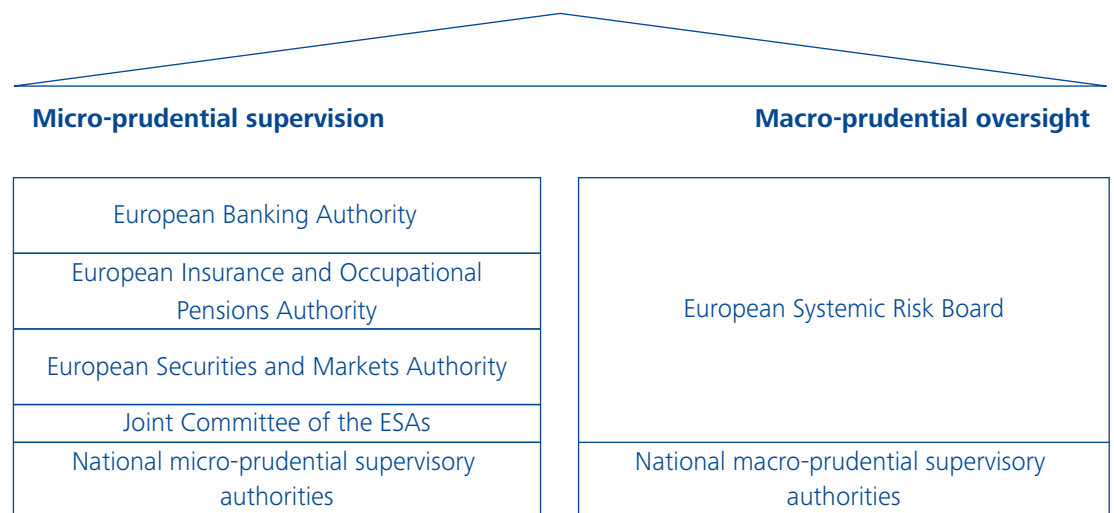 Micro-prudential supervision
Macro-prudential oversight
European Banking Authority
European Insurance and Occupational
Pensions Authority
European Securities and Markets Authority
Joint Committee of the ESAs
National micro-prudential supervisory
authorities
European Systemic Risk Board
National macro-prudential supervisory
authorities